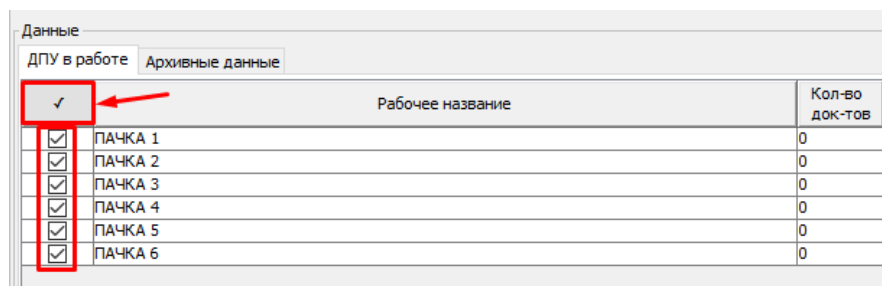 Данные
ДПУ в работе Архивные данные
✓ Рабочее название Кол-во док-тов
ПАЧКА 1 0
ПАЧКА 2 0
ПАЧКА 3 0
ПАЧКА 4 0
ПАЧКА 5 0
ПАЧКА 6 0